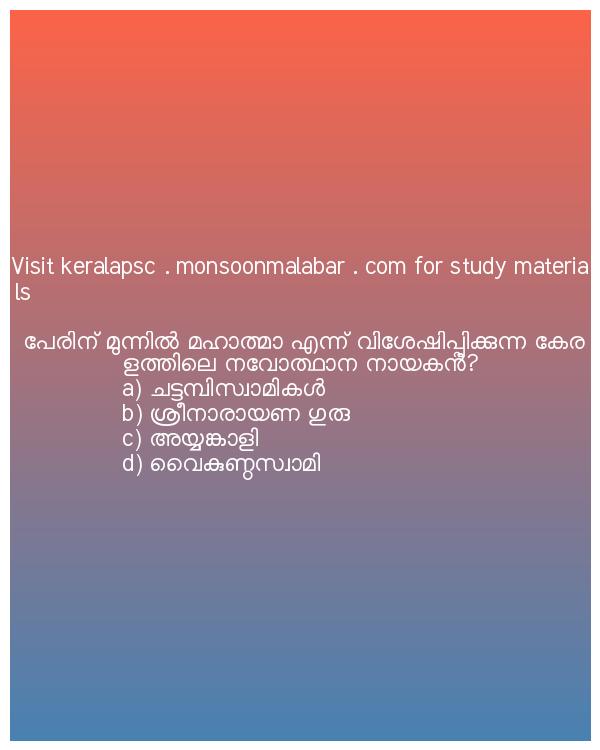 Visit keralapsc . monsoonmalabar . com for study materia
ls
പേരിന് മുന്നിൽ മഹാത്മാ എന്ന് വിശേഷിപ്പിക്കുന്ന കേര
ളത്തിലെ നവോത്ഥാന നായകൻ?
a) ചട്ടമ്പിസ്വാമികൾ
b) ശ്രീനാരായണ ഗുരു
c) അയ്യങ്കാളി
d) വൈകുണ്ഠസ്വാമി